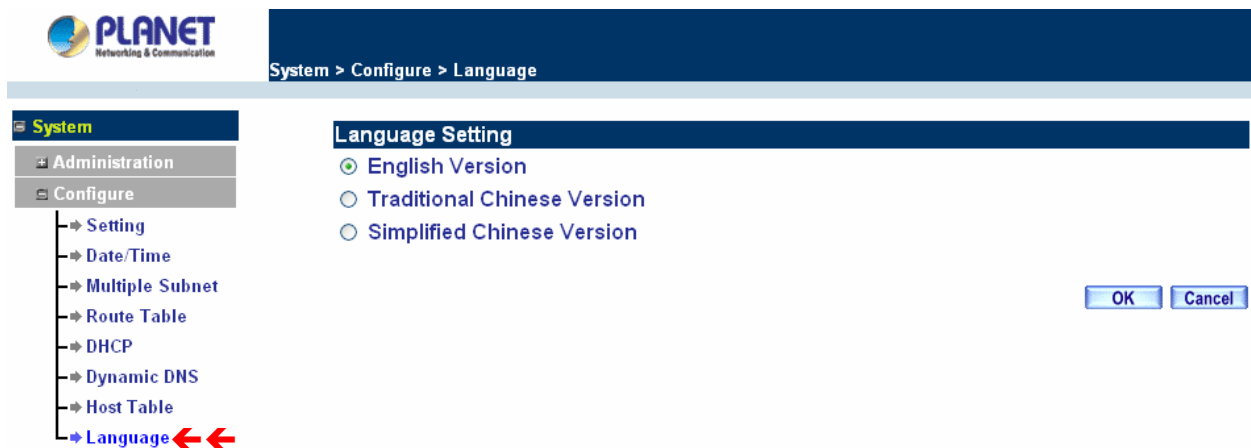 PLANET
Networking & Communication
System > Configure > Language
System
Administration
Configure
Setting
Date/Time
Multiple Subnet
Route Table
DHCP
Dynamic DNS
Host Table
Language
Language Setting
English Version
Traditional Chinese Version
Simplified Chinese Version
OK Cancel